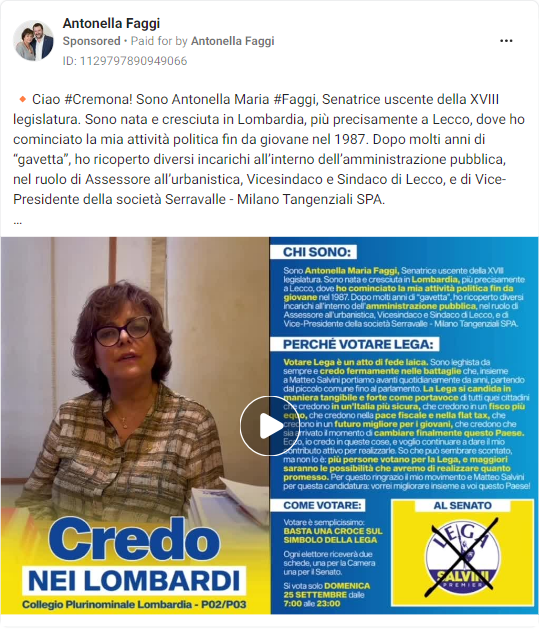 Antonella Faggi
Sponsored • Paid for by Antonella Faggi
ID: 1129797890949066
🔸Ciao #Cremona! Sono Antonella Maria #Faggi, Senatrice uscente della XVIII
legislatura. Sono nata e cresciuta in Lombardia, più precisamente a Lecco, dove ho
cominciato la mia attività politica fin da giovane nel 1987. Dopo molti anni di
“gavetta”, ho ricoperto diversi incarichi all’interno dell’amministrazione pubblica,
nel ruolo di Assessore all’urbanistica, Vicesindaco e Sindaco di Lecco, e di Vice-
Presidente della società Serravalle - Milano Tangenziali SPA.
...
CHI SONO:
Sono Antonella Maria Faggi, Senatrice uscente della XVIII
legislatura. Sono nata e cresciuta in Lombardia, più precisamente
a Lecco, dove ho cominciato la mia attività politica fin da
giovane nel 1987. Dopo molti anni di “gavetta”, ho ricoperto diversi
incarichi all’interno dell’amministrazione pubblica, nel ruolo di
Assessore all’urbanistica, Vicesindaco e Sindaco di Lecco, e di
Vice-Presidente della società Serravalle - Milano Tangenziali SPA.
PERCHÉ VOTARE LEGA:
Votare Lega è un atto di fede laica. Sono leghista da
sempre e credo fermamente nelle battaglie che, insieme
a Matteo Salvini portiamo avanti quotidianamente da anni, partendo
dal piccolo comune fino al parlamento. La Lega si candida in
maniera tangibile e forte come portavoce di tutti quei cittadini
che credono in un’Italia più sicura, che credono in un fisco più
equo, che credono nella pace fiscale e nella flat tax, che
credono in un futuro migliore per i giovani, che credono che
sia arrivato il momento di cambiare finalmente questo Paese.
Ecco, io credo in queste cose, e voglio continuare a dare il mio
contributo attivo per realizzarle. So che può sembrare scontato,
ma non lo è: più persone votano per la Lega, e maggiori
saranno le possibilità che avremo di realizzare quanto
promesso. Per questo ringrazio il mio movimento e Matteo Salvini
per questa candidatura: vorrei migliorare insieme a voi questo Paese!
COME VOTARE:
Votare è semplicissimo:
BASTA UNA CROCE SUL
SIMBOLO DELLA LEGA
Ogni elettore riceverà due
schede, una per la Camera
una per il Senato.
Si vota solo DOMENICA
25 SETTEMBRE dalle
7:00 alle 23:00
AL SENATO
LEGA
SALVINI
PREMIER
Credo
NEI LOMBARDI
Collegio Plurinominale Lombardia - P02/P03